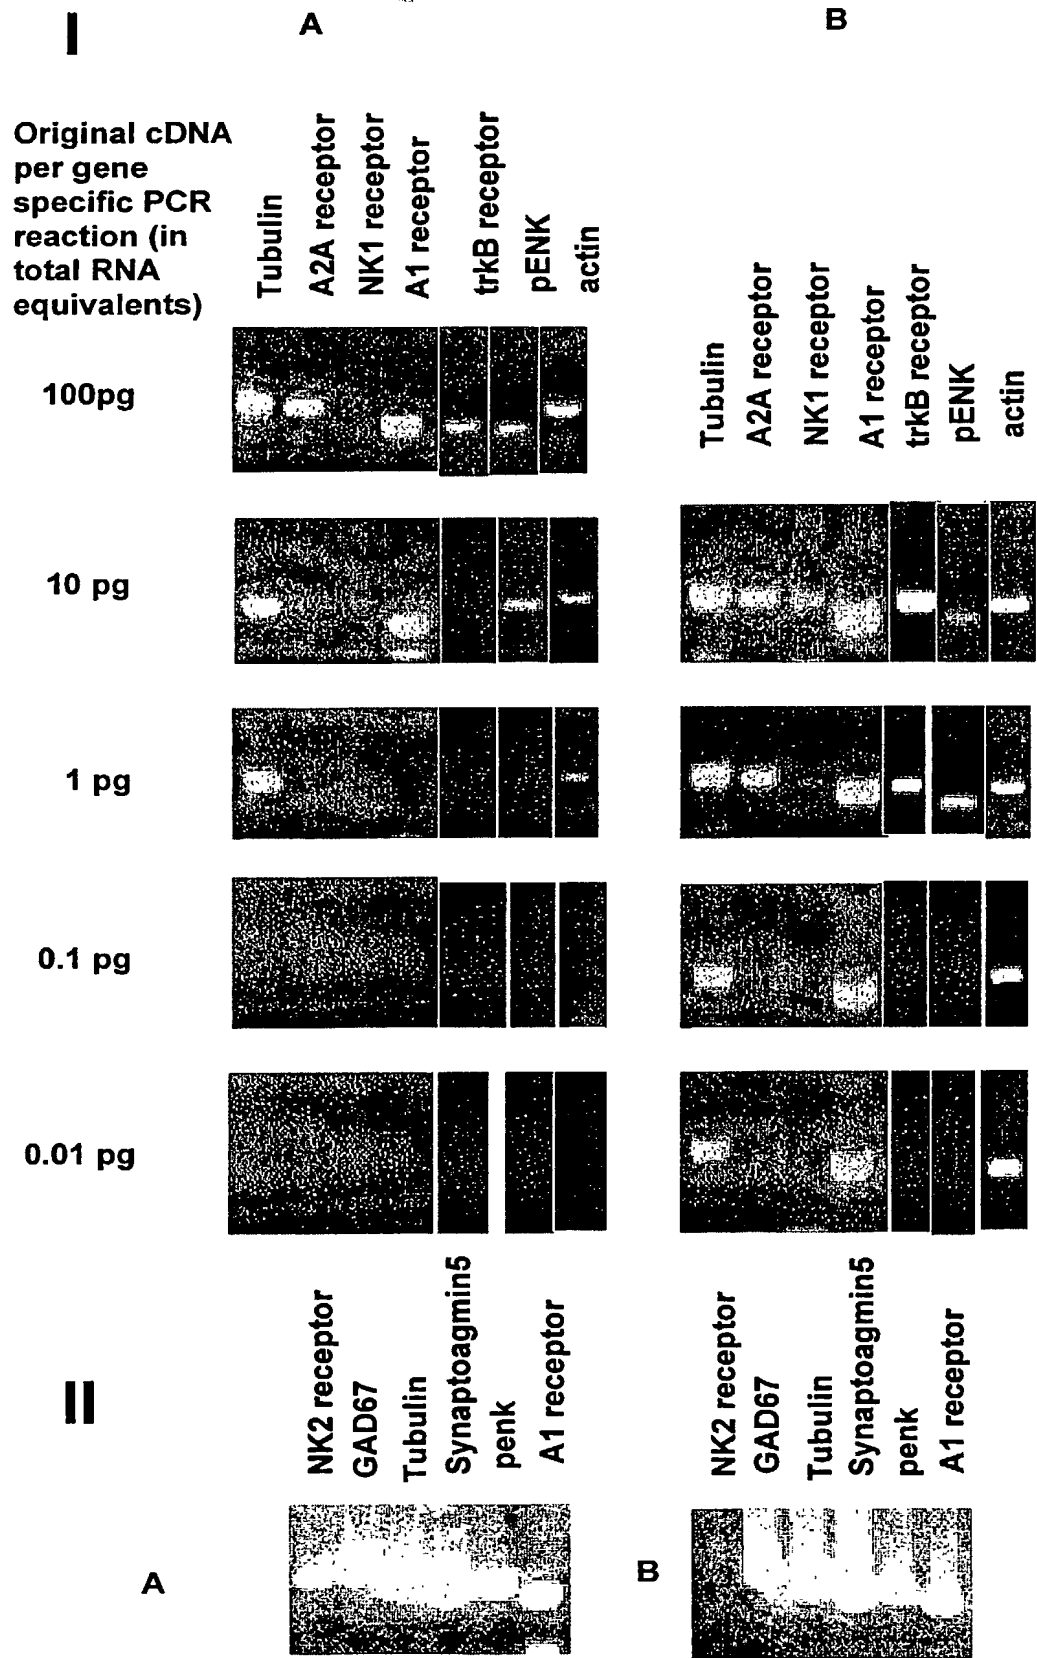 I
A
B
Original cDNA
per gene
specific PCR
reaction (in
total RNA
equivalents)
Tubulin
A2A receptor
NK1 receptor
A1 receptor
trkB receptor
pENK
actin
Tubulin
A2A receptor
NK1 receptor
A1 receptor
trkB receptor
pENK
actin
100pg
10 pg
1 pg
0.1 pg
0.01 pg
II
NK2 receptor
GAD67
Tubulin
Synaptoagmin5
penk
A1 receptor
NK2 receptor
GAD67
Tubulin
Synaptoagmin5
penk
A1 receptor
A
B